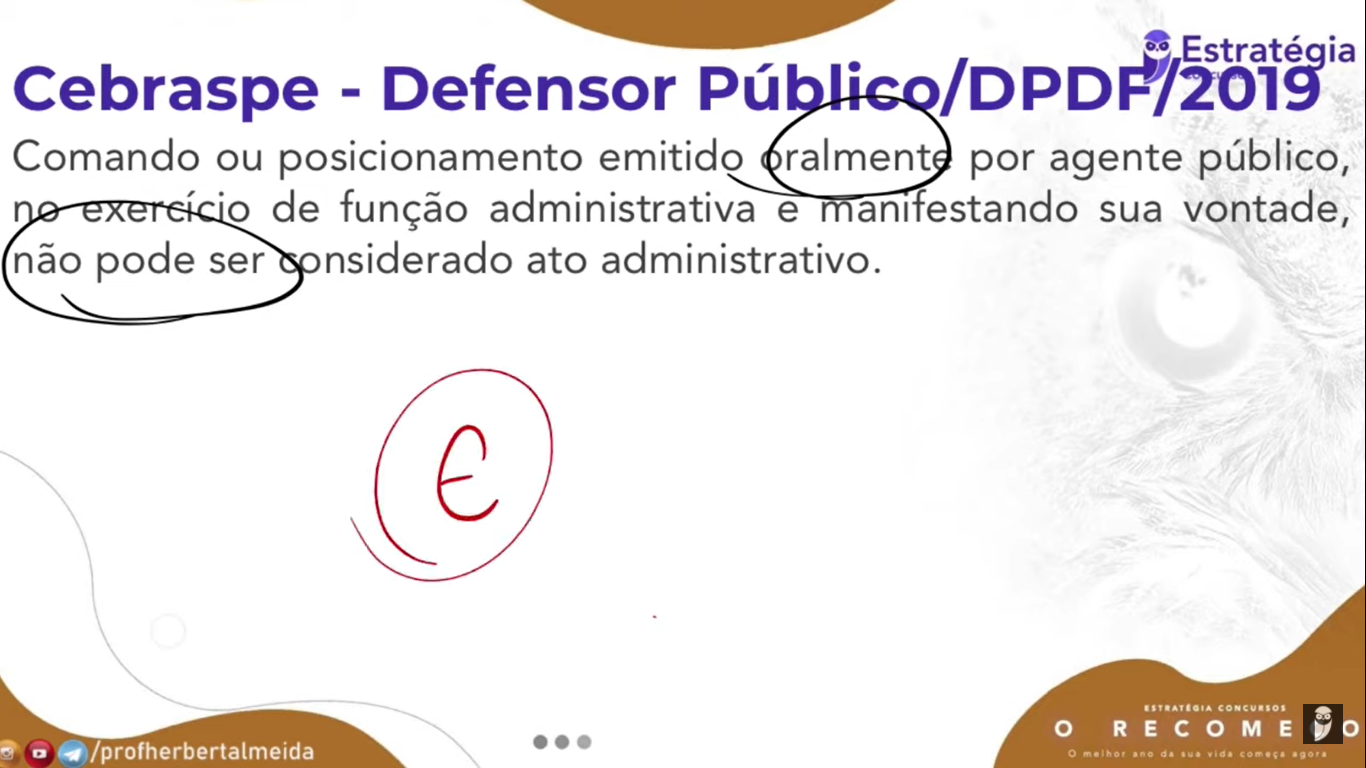 Estratégia
Cebraspe - Defensor Público/DPDF/2019
Comando ou posicionamento emitido oralmente por agente público,
no exercício de função administrativa e manifestando sua vontade,
não pode ser considerado ato administrativo.
E
ESTRATÉGIA CONCURSOS
O RECOME O
O melhor ano da sua vida começa agora
/profherbertalmeida